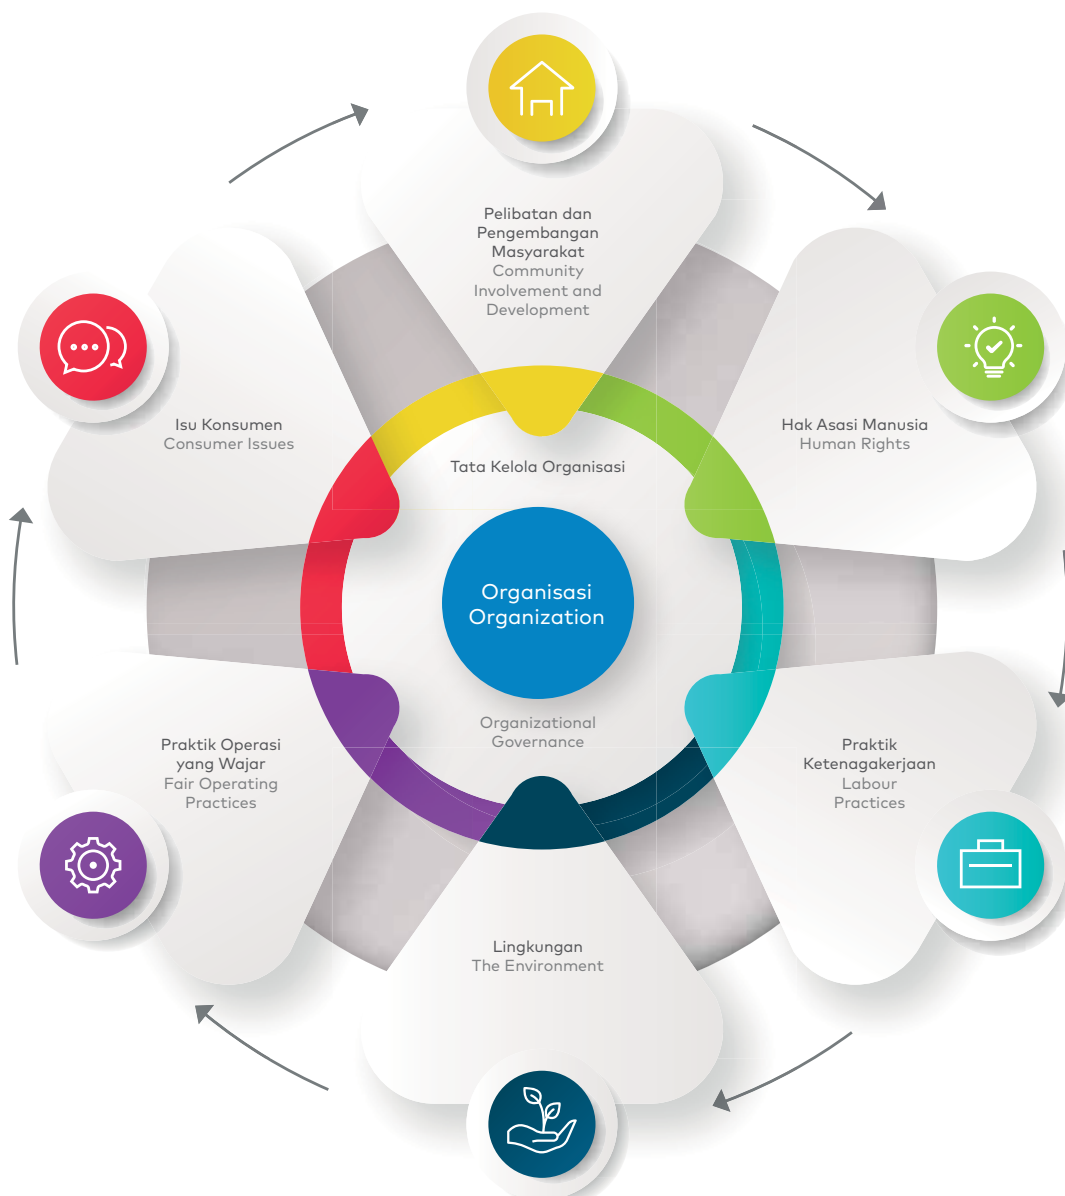 Pelibatan dan
Pengembangan
Masyarakat
Community
Involvement and
Development
Isu Konsumen
Consumer Issues
Hak Asasi Manusia
Human Rights
Tata Kelola Organisasi
Organisasi
Organization
Organizational
Governance
Praktik Operasi
yang Wajar
Fair Operating
Practices
Praktik
Ketenagakerjaan
Labour
Practices
Lingkungan
The Environment